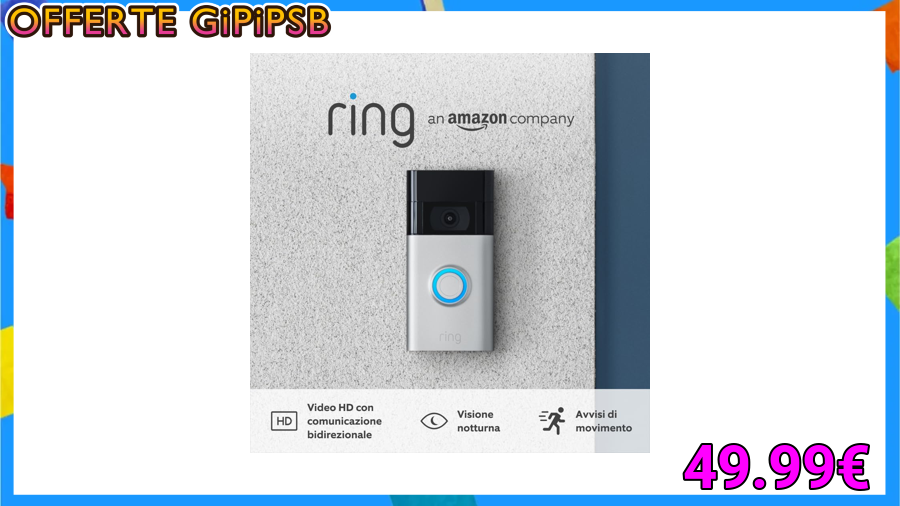 OFFERTE GiPiPSB
ring an amazon company
ring
HD
Video HD con
comunicazione
bidirezionale
Visione
notturna
Avvisi di
movimento
49.99€